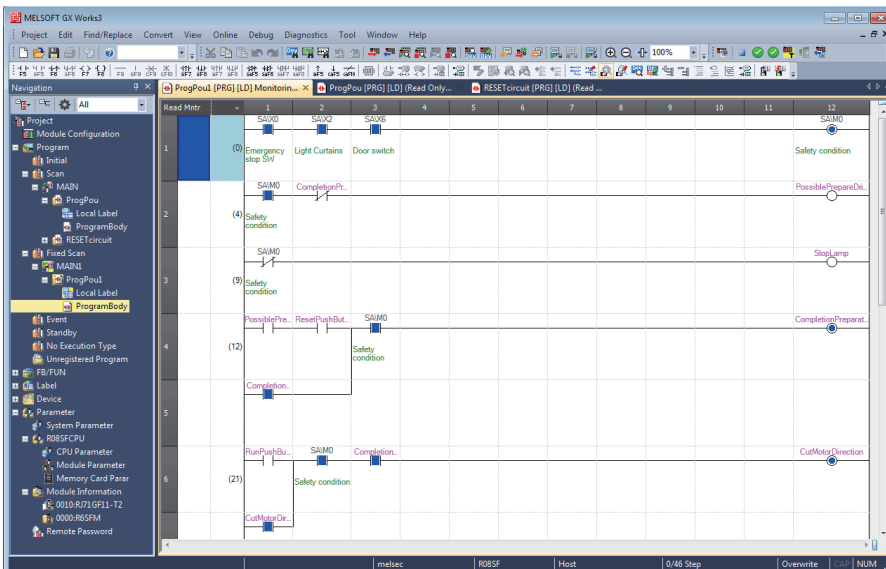 MELSOFT GX Works3
Project Edit Find/Replace Convert View Online Debug Diagnostics Tool Window Help
100%
Navigation
ProgPou1 [PRG] [LD] Monitorin...
ProgPou [PRG] [LD] (Read Only...
RESETcircuit [PRG] [LD] (Read ...
All
Read Mntr 1 2 3 4 5 6 7 8 9 10 11 12
Project
Module Configuration
Program
Initial
Scan
MAIN
ProgPou
Local Label
ProgramBody
RESETcircuit
Fixed Scan
MAIN1
ProgPou1
Local Label
ProgramBody
Event
Standby
No Execution Type
Unregistered Program
FB/FUN
Label
Device
Parameter
System Parameter
R08SFCPU
CPU Parameter
Module Parameter
Memory Card Parar
Module Information
0010:RJ71GF11-T2
0000:R6SFM
Remote Password
SA\X0 SA\X2 SA\X6 SA\M0
1 (0) Emergency stop SW Light Curtains Door switch Safety condition
SA\M0 CompletionPr... PossiblePrepareDri...
2 (4) Safety condition
SA\M0 StopLamp
3 (9) Safety condition
PossiblePre... ResetPushBut... SA\M0 CompletionPreparat...
4 (12) Safety condition
Completion...
5
RunPushBu... SA\M0 Completion... CutMotorDirection
6 (21) Safety condition
CutMotorDir...
melsec R08SF Host 0/46 Step Overwrite CAP NUM